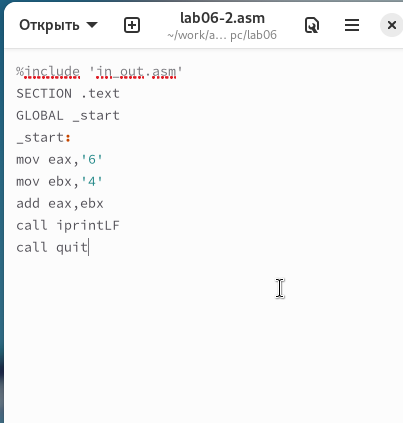 Открыть
lab06-2.asm
~/work/a… pc/lab06
%include 'in_out.asm'
SECTION .text
GLOBAL _start
_start:
mov eax,'6'
mov ebx,'4'
add eax,ebx
call iprintLF
call quit